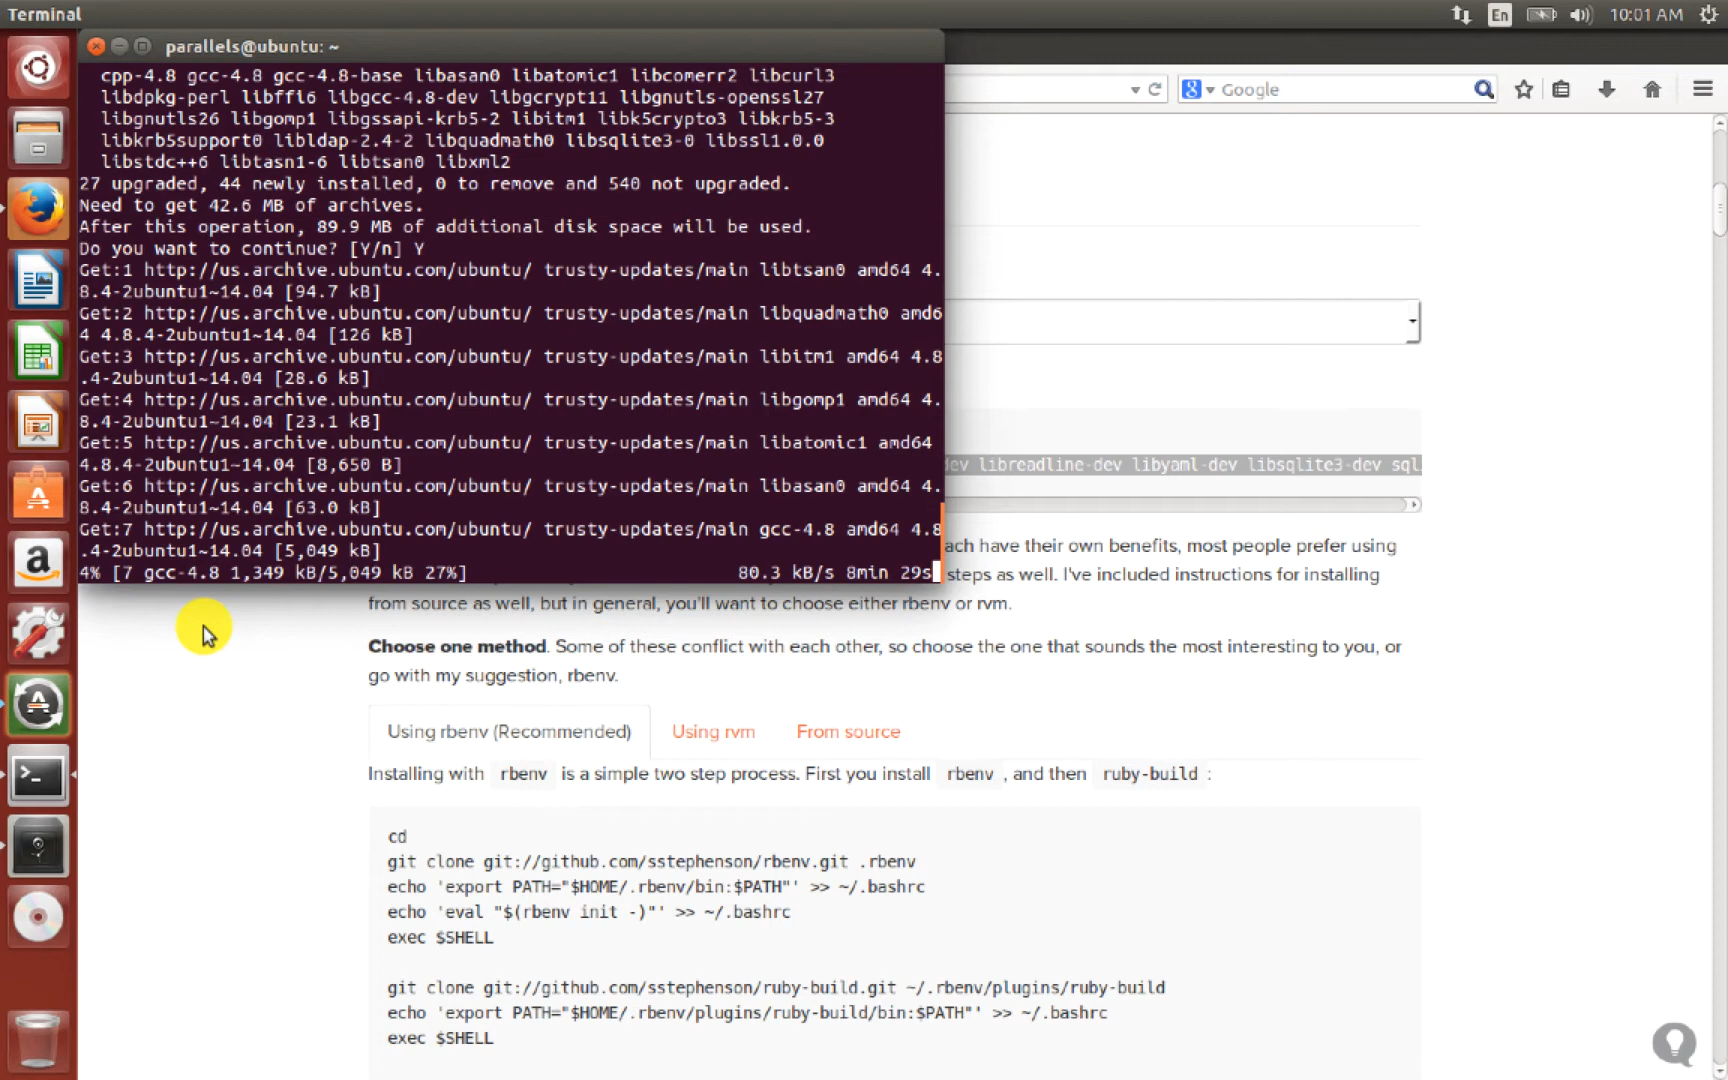 Terminal
En
10:01 AM
parallels@ubuntu: ~
cpp-4.8 gcc-4.8 gcc-4.8-base libasan0 libatomic1 libcomerr2 libcurl3
libdpkg-perl libffi6 libgcc-4.8-dev libgcrypt11 libgnutls-openssl27
libgnutls26 libgomp1 libgssapi-krb5-2 libitm1 libk5crypto3 libkrb5-3
libkrb5support0 libldap-2.4-2 libquadmath0 libsqlite3-0 libssl1.0.0
libstdc++6 libtasn1-6 libtsan0 libxml2
27 upgraded, 44 newly installed, 0 to remove and 540 not upgraded.
Need to get 42.6 MB of archives.
After this operation, 89.9 MB of additional disk space will be used.
Do you want to continue? [Y/n] Y
Get:1 http://us.archive.ubuntu.com/ubuntu/ trusty-updates/main libtsan0 amd64 4.
8.4-2ubuntu1~14.04 [94.7 kB]
Get:2 http://us.archive.ubuntu.com/ubuntu/ trusty-updates/main libquadmath0 amd6
4 4.8.4-2ubuntu1~14.04 [126 kB]
Get:3 http://us.archive.ubuntu.com/ubuntu/ trusty-updates/main libitm1 amd64 4.8
.4-2ubuntu1~14.04 [28.6 kB]
Get:4 http://us.archive.ubuntu.com/ubuntu/ trusty-updates/main libgomp1 amd64 4.
8.4-2ubuntu1~14.04 [23.1 kB]
Get:5 http://us.archive.ubuntu.com/ubuntu/ trusty-updates/main libatomic1 amd64
4.8.4-2ubuntu1~14.04 [8,650 B]
Get:6 http://us.archive.ubuntu.com/ubuntu/ trusty-updates/main libasan0 amd64 4.
8.4-2ubuntu1~14.04 [63.0 kB]
Get:7 http://us.archive.ubuntu.com/ubuntu/ trusty-updates/main gcc-4.8 amd64 4.8
.4-2ubuntu1~14.04 [5,049 kB]
4% [7 gcc-4.8 1,349 kB/5,049 kB 27%] 80.3 kB/s 8min 29s
Google
dev libreadline-dev libyaml-dev libsqlite3-dev sql
ach have their own benefits, most people prefer using
steps as well. I've included instructions for installing
from source as well, but in general, you'll want to choose either rbenv or rvm.
Choose one method. Some of these conflict with each other, so choose the one that sounds the most interesting to you, or
go with my suggestion, rbenv.
Using rbenv (Recommended) Using rvm From source
Installing with rbenv is a simple two step process. First you install rbenv , and then ruby-build :
cd
git clone git://github.com/sstephenson/rbenv.git .rbenv
echo 'export PATH="$HOME/.rbenv/bin:$PATH"' >> ~/.bashrc
echo 'eval "$(rbenv init -)"' >> ~/.bashrc
exec $SHELL
git clone git://github.com/sstephenson/ruby-build.git ~/.rbenv/plugins/ruby-build
echo 'export PATH="$HOME/.rbenv/plugins/ruby-build/bin:$PATH"' >> ~/.bashrc
exec $SHELL